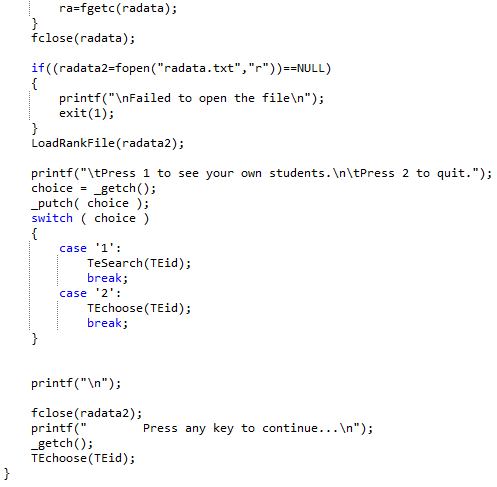 ra=fgetc(radata);
}
fclose(radata);
if((radata2=fopen("radata.txt","r"))==NULL)
{
printf("\nFailed to open the file\n");
exit(1);
}
LoadRankFile(radata2);
printf("\tPress 1 to see your own students.\n\tPress 2 to quit.");
choice = _getch();
_putch( choice );
switch ( choice )
{
case '1':
TeSearch(TEid);
break;
case '2':
TEchoose(TEid);
break;
}
printf("\n");
fclose(radata2);
printf("        Press any key to continue...\n");
_getch();
TEchoose(TEid);
}